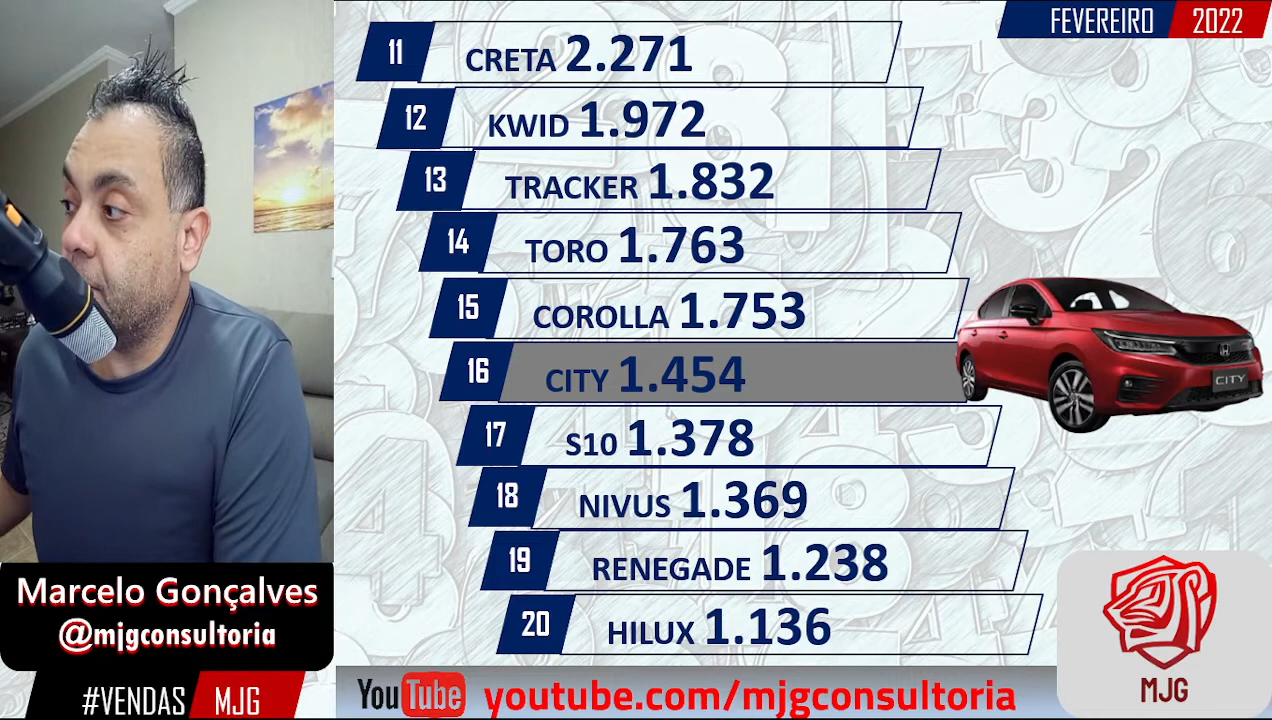 FEVEREIRO 2022
11 CRETA 2.271
12 KWID 1.972
13 TRACKER 1.832
14 TORO 1.763
15 COROLLA 1.753
16 CITY 1.454
CITY
17 S10 1.378
18 NIVUS 1.369
19 RENEGADE 1.238
20 HILUX 1.136
Marcelo Gonçalves
@mjgconsultoria
#VENDAS MJG
YouTube youtube.com/mjgconsultoria
MJG